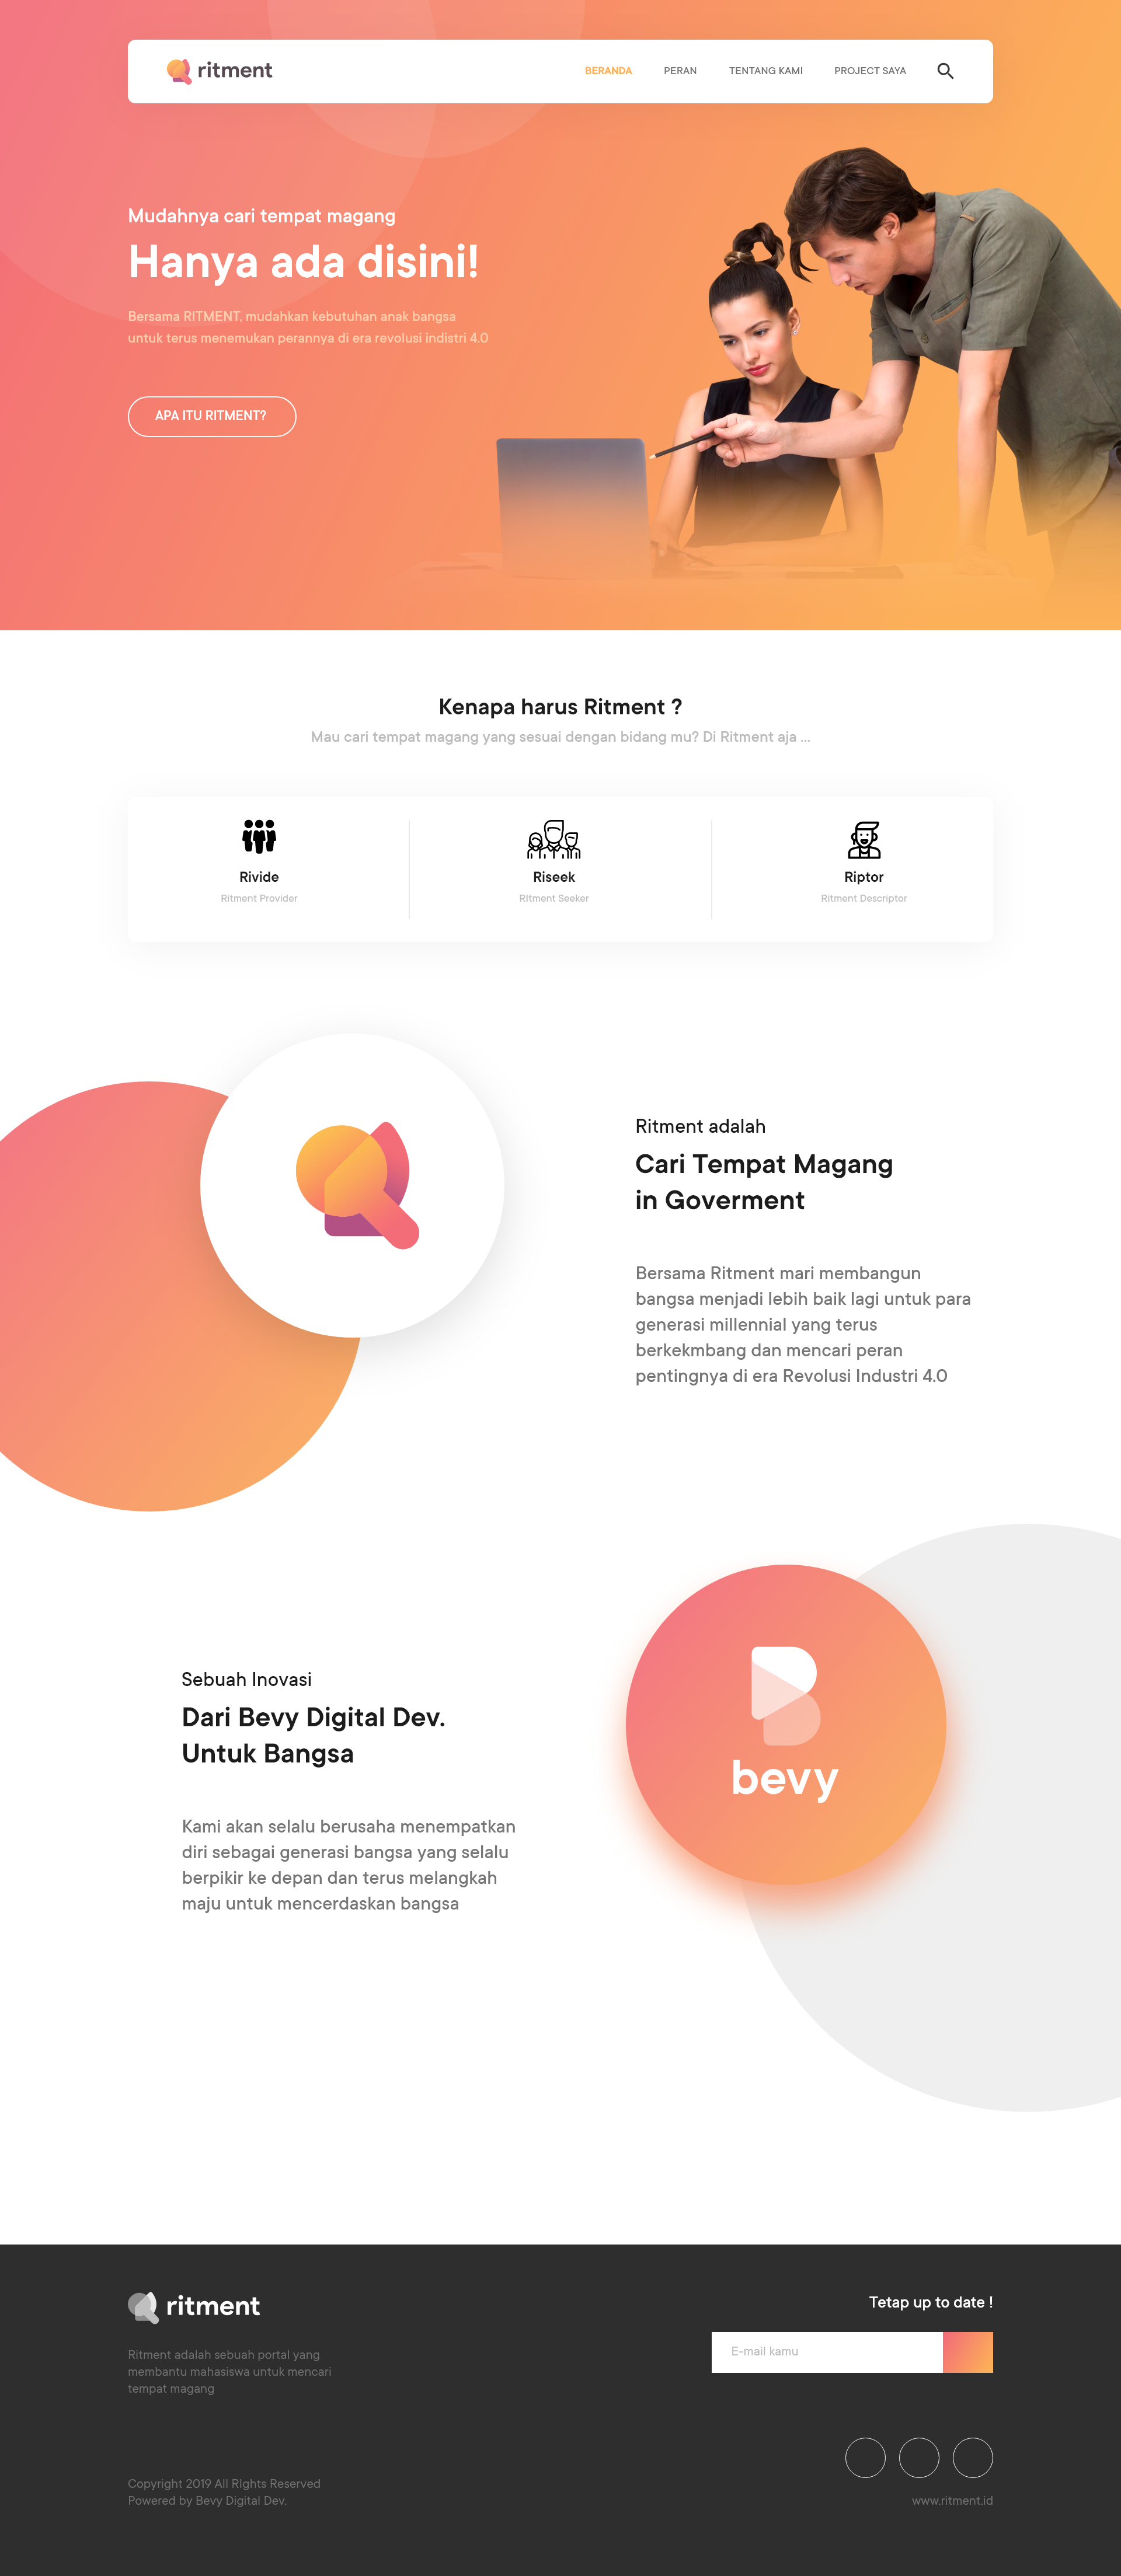 ritment
BERANDA
PERAN
TENTANG KAMI
PROJECT SAYA
Mudahnya cari tempat magang
Hanya ada disini!
Bersama RITMENT, mudahkan kebutuhan anak bangsa
untuk terus menemukan perannya di era revolusi indistri 4.0
APA ITU RITMENT?
Kenapa harus Ritment ?
Mau cari tempat magang yang sesuai dengan bidang mu? Di Ritment aja ...
Rivide
Ritment Provider
Riseek
RItment Seeker
Riptor
Ritment Descriptor
Ritment adalah
Cari Tempat Magang
in Goverment
Bersama Ritment mari membangun
bangsa menjadi lebih baik lagi untuk para
generasi millennial yang terus
berkekmbang dan mencari peran
pentingnya di era Revolusi Industri 4.0
Sebuah Inovasi
Dari Bevy Digital Dev.
Untuk Bangsa
Kami akan selalu berusaha menempatkan
diri sebagai generasi bangsa yang selalu
berpikir ke depan dan terus melangkah
maju untuk mencerdaskan bangsa
bevy
ritment
Ritment adalah sebuah portal yang
membantu mahasiswa untuk mencari
tempat magang
Tetap up to date !
E-mail kamu
Copyright 2019 All RIghts Reserved
Powered by Bevy Digital Dev.
www.ritment.id